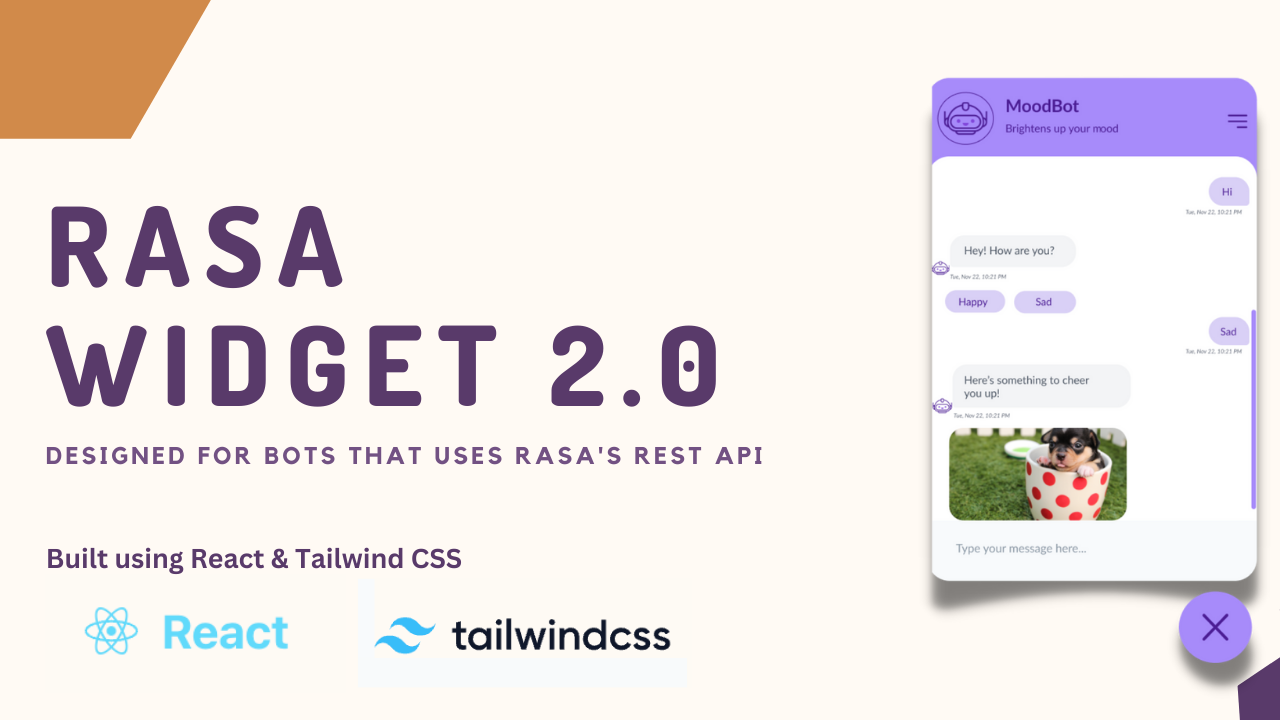 RASA
WIDGET 2.0
DESIGNED FOR BOTS THAT USES RASA'S REST API
Built using React & Tailwind CSS
React
tailwindcss
MoodBot
Brightens up your mood
Hi
Tue, Nov 22, 10:21 PM
Hey! How are you?
Tue, Nov 22, 10:21 PM
Happy
Sad
Sad
Tue, Nov 22, 10:21 PM
Here's something to cheer
you up!
Tue, Nov 22, 10:21 PM
Type your message here...